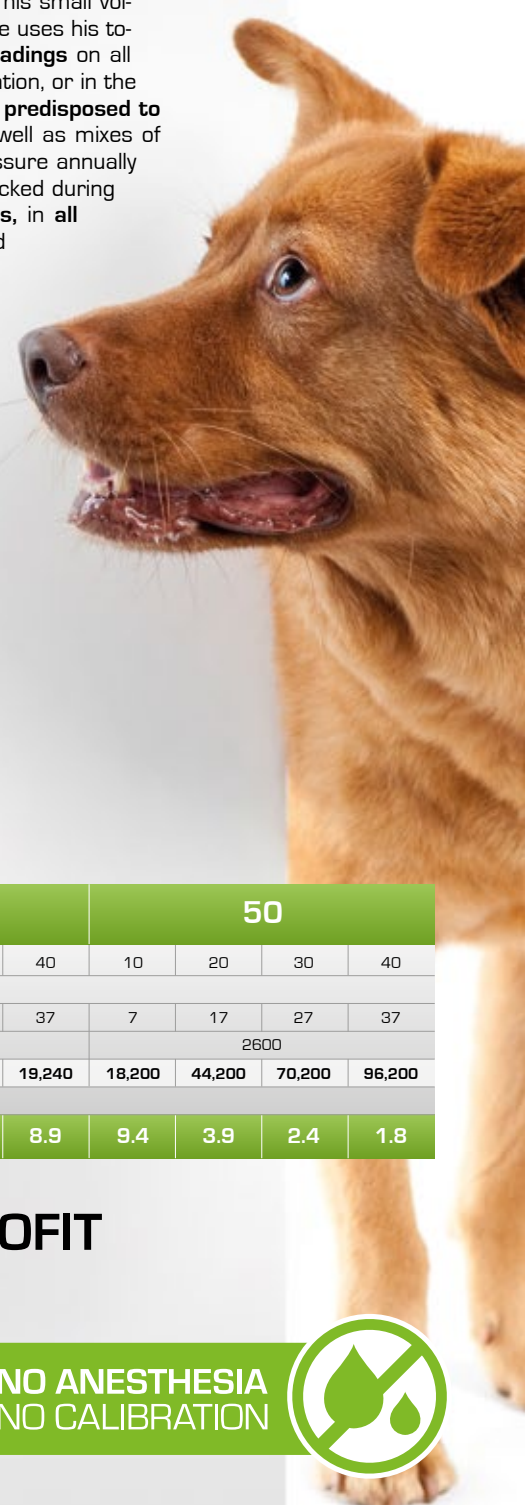 his small vol-
e uses his to-
adings on all
tion, or in the
predisposed to
well as mixes of
ssure annually
cked during
s, in all
d
50
40 10 20 30 40
37 7 17 27 37
2600
19,240 18,200 44,200 70,200 96,200
8.9 9.4 3.9 2.4 1.8
OFIT
NO ANESTHESIA
NO CALIBRATION